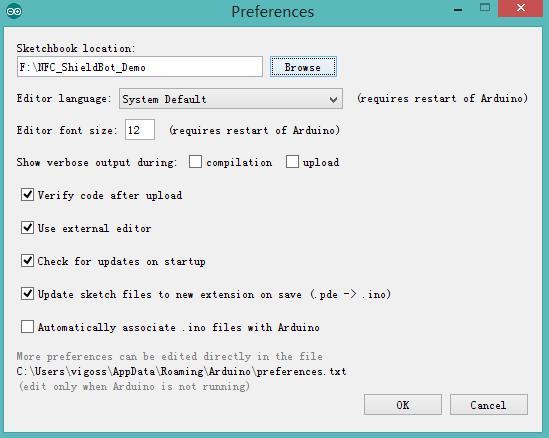 Preferences
Sketchbook location:
F:\NFC_ShieldBot_Demo Browse
Editor language: System Default (requires restart of Arduino)
Editor font size: 12 (requires restart of Arduino)
Show verbose output during: compilation upload
Verify code after upload
Use external editor
Check for updates on startup
Update sketch files to new extension on save (.pde -> .ino)
Automatically associate .ino files with Arduino
More preferences can be edited directly in the file
C:\Users\vigoss\AppData\Roaming\Arduino\preferences.txt
(edit only when Arduino is not running)
OK Cancel